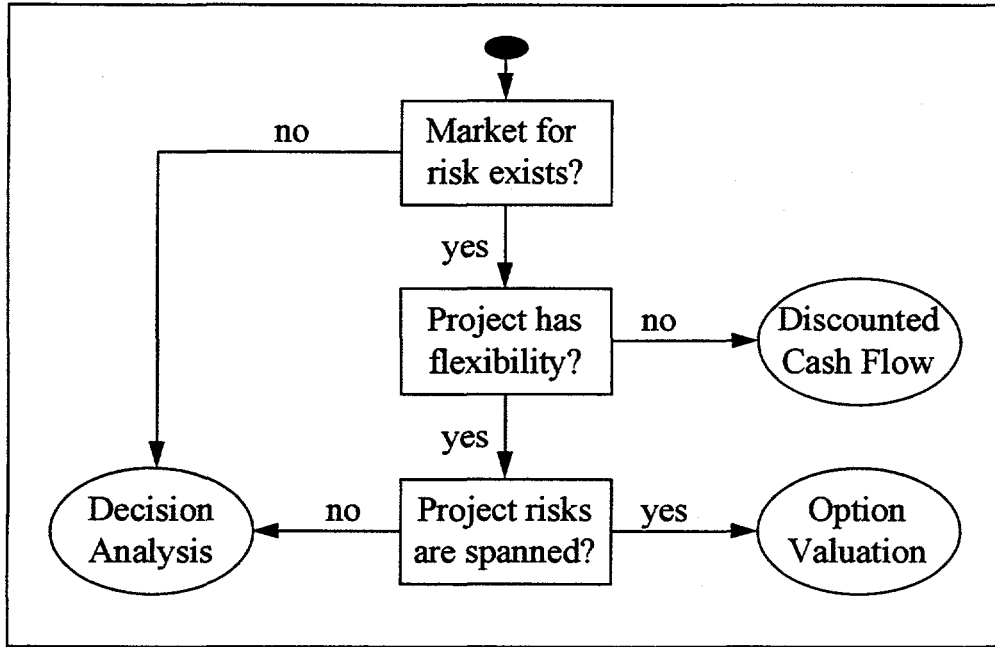 Market for
risk exists?
no
yes
Project has
flexibility?
no
Discounted
Cash Flow
yes
Decision
Analysis
no
Project risks
are spanned?
yes
Option
Valuation